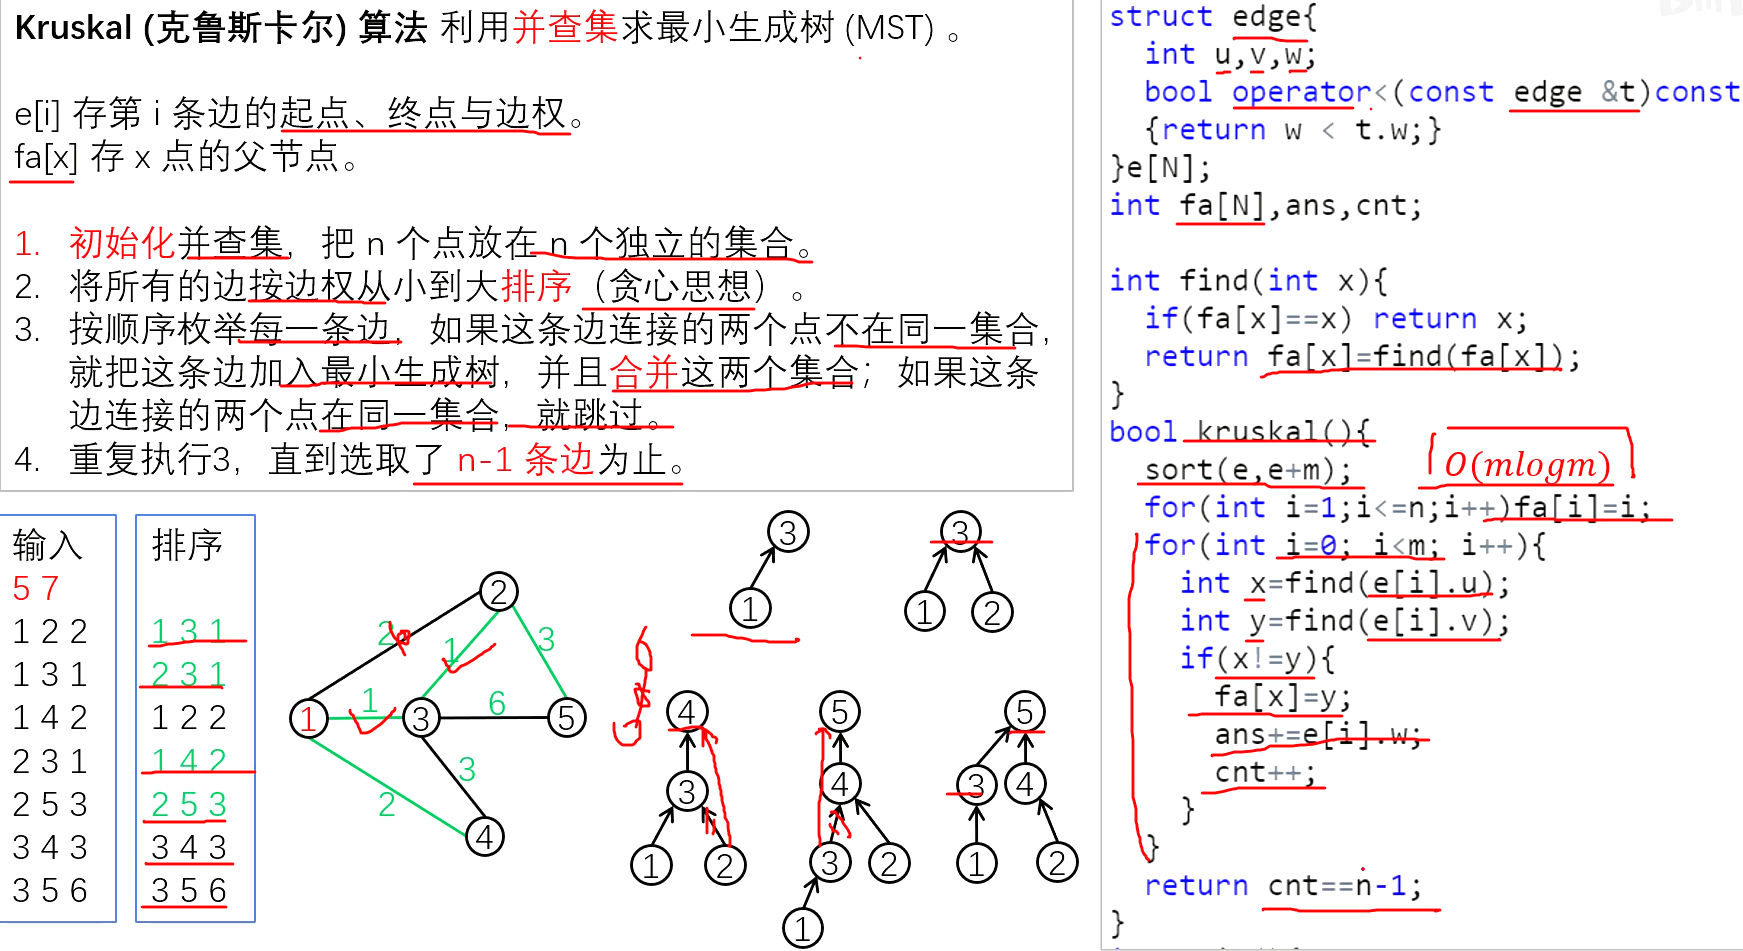 Kruskal (克鲁斯卡尔) 算法 利用并查集求最小生成树 (MST) 。
e[i] 存第 i 条边的起点、终点与边权。
fa[x] 存 x 点的父节点。
1. 初始化并查集，把 n 个点放在 n 个独立的集合。
2. 将所有的边按边权从小到大排序（贪心思想）。
3. 按顺序枚举每一条边，如果这条边连接的两个点不在同一集合，
就把这条边加入最小生成树，并且合并这两个集合；如果这条
边连接的两个点在同一集合，就跳过。
4. 重复执行3，直到选取了 n-1 条边为止。
输入
5 7
1 2 2
1 3 1
1 4 2
2 3 1
2 5 3
3 4 3
3 5 6
排序
1 3 1
2 3 1
1 2 2
1 4 2
2 5 3
3 4 3
3 5 6
2
2
1
3
1
1
3
6
5
3
2
4
3
1
3
1
2
4
3
1
2
5
4
3
2
1
5
3
4
1
2
struct edge{
int u,v,w;
bool operator<(const edge &t)const
{return w < t.w;}
}e[N];
int fa[N],ans,cnt;
int find(int x){
if(fa[x]==x) return x;
return fa[x]=find(fa[x]);
}
bool kruskal(){
O(mlogm)
sort(e,e+m);
for(int i=1;i<=n;i++)fa[i]=i;
for(int i=0; i<m; i++){
int x=find(e[i].u);
int y=find(e[i].v);
if(x!=y){
fa[x]=y;
ans+=e[i].w;
cnt++;
}
}
return cnt==n-1;
}